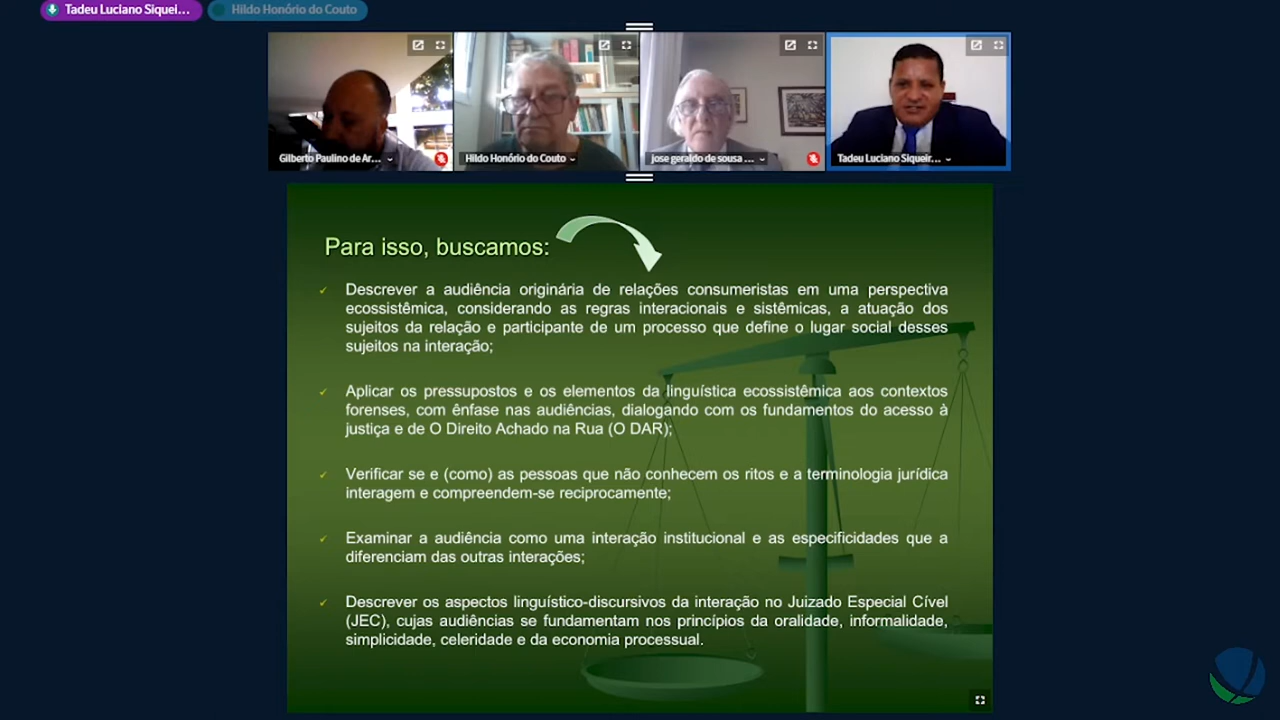 Tadeu Luciano Siquei...
Hildo Honório do Couto
Gilberto Paulino de Ar...
Hildo Honório do Couto
jose geraldo de sousa ...
Tadeu Luciano Siqueir...
Para isso, buscamos:
Descrever a audiência originária de relações consumeristas em uma perspectiva
ecossistêmica, considerando as regras interacionais e sistêmicas, a atuação dos
sujeitos da relação e participante de um processo que define o lugar social desses
sujeitos na interação;
Aplicar os pressupostos e os elementos da linguística ecossistêmica aos contextos
forenses, com ênfase nas audiências, dialogando com os fundamentos do acesso à
justiça e de O Direito Achado na Rua (O DAR);
Verificar se e (como) as pessoas que não conhecem os ritos e a terminologia jurídica
interagem e compreendem-se reciprocamente;
Examinar a audiência como uma interação institucional e as especificidades que a
diferenciam das outras interações;
Descrever os aspectos linguístico-discursivos da interação no Juizado Especial Cível
(JEC), cujas audiências se fundamentam nos princípios da oralidade, informalidade,
simplicidade, celeridade e da economia processual.